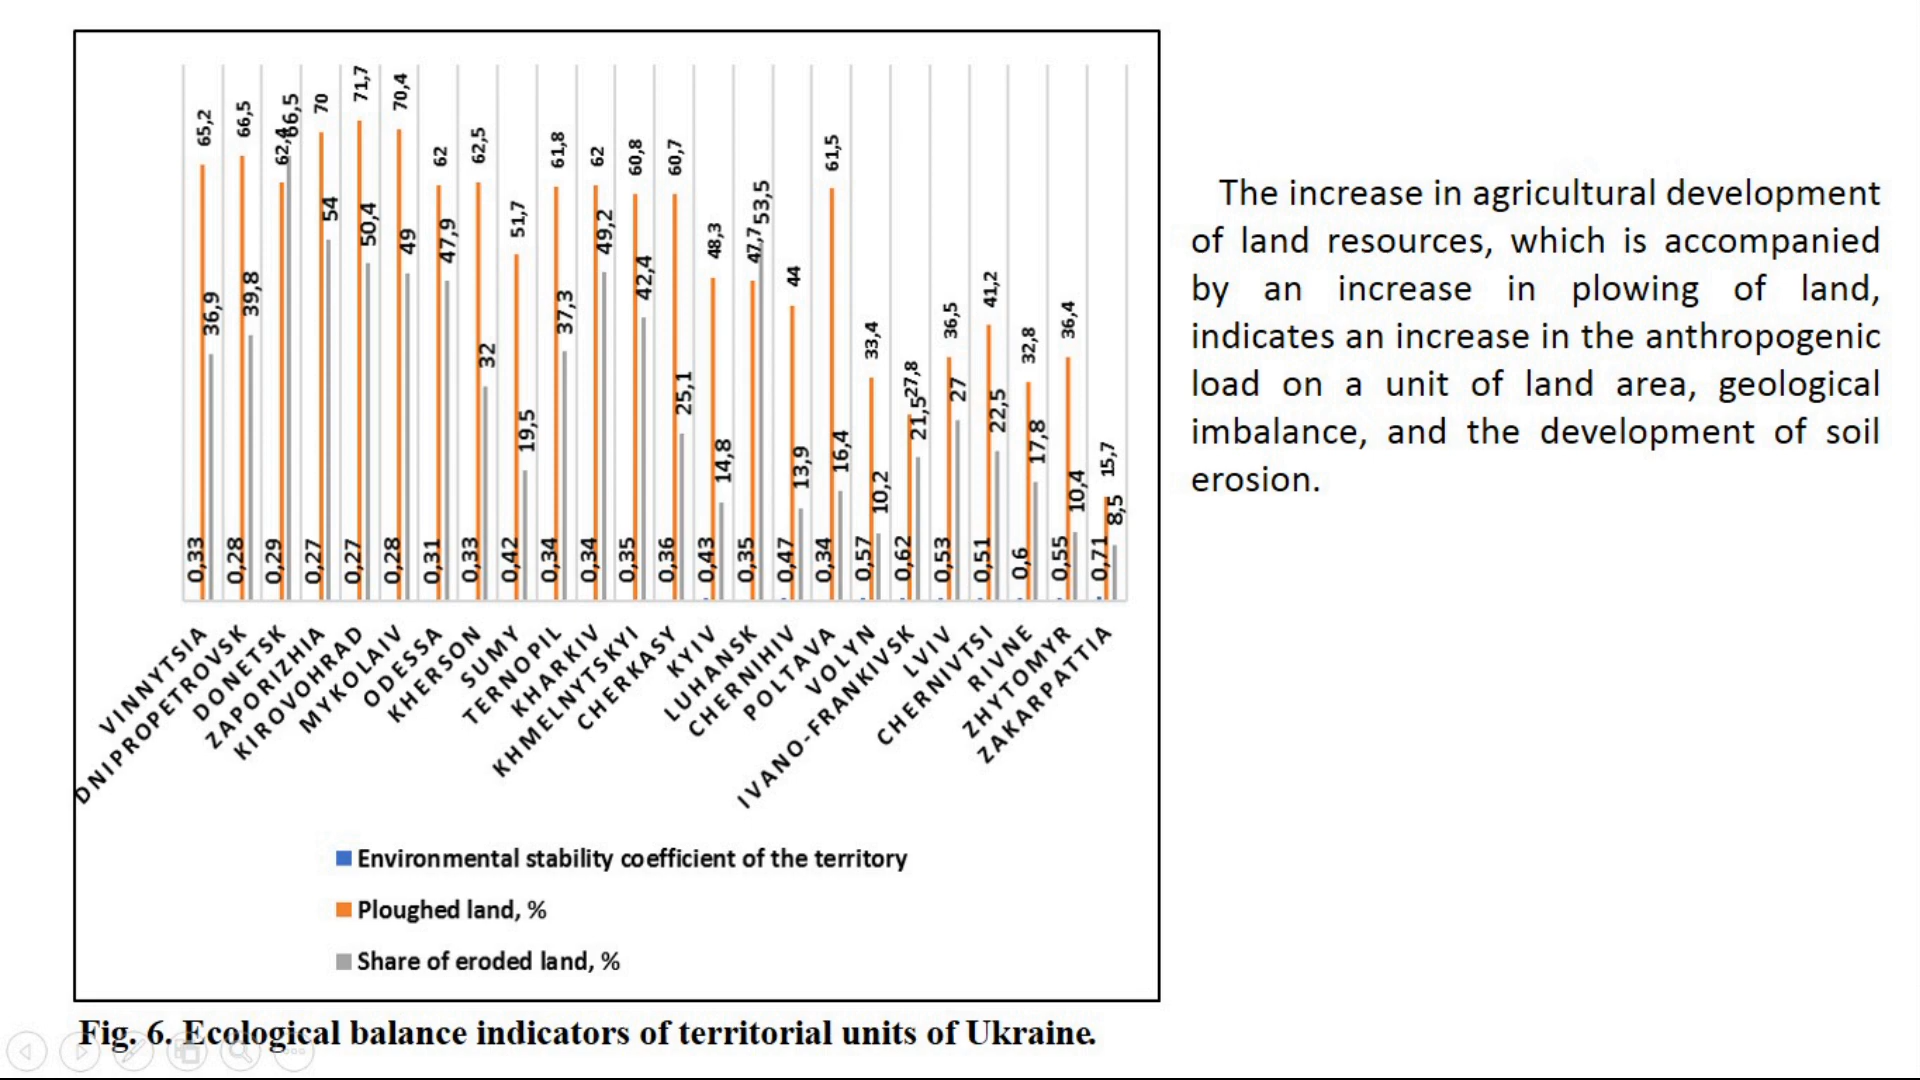 65,2
36,9
0,33
66,5
39,8
0,28
62,4
66,5
0,29
70
54
0,27
71,7
50,4
0,27
70,4
49
0,28
62
47,9
0,31
62,5
32
0,33
51,7
19,5
0,42
61,8
37,3
0,34
62
49,2
0,34
60,8
42,4
0,35
60,7
25,1
0,36
48,3
14,8
0,43
47,7
53,5
0,35
44
13,9
0,47
61,5
16,4
0,34
33,4
10,2
0,57
27,8
21,5
0,62
36,5
27
0,53
41,2
22,5
0,51
32,8
17,8
0,6
36,4
10,4
0,55
15,7
8,5
0,71
VINNYTSIA
DNIPROPETROVSK
DONETSK
ZAPORIZHIA
KIROVOHRAD
MYKOLAIV
ODESSA
KHERSON
SUMY
TERNOPIL
KHARKIV
KHMELNYTSKYI
CHERKASY
KYIV
LUHANSK
CHERNIHIV
POLTAVA
VOLYN
IVANO-FRANKIVSK
LVIV
CHERNIVTSI
RIVNE
ZHYTOMYR
ZAKARPATTIA
Environmental stability coefficient of the territory
Ploughed land, %
Share of eroded land, %
Fig. 6. Ecological balance indicators of territorial units of Ukraine.
The increase in agricultural development
of land resources, which is accompanied
by an increase in plowing of land,
indicates an increase in the anthropogenic
load on a unit of land area, geological
imbalance, and the development of soil
erosion.